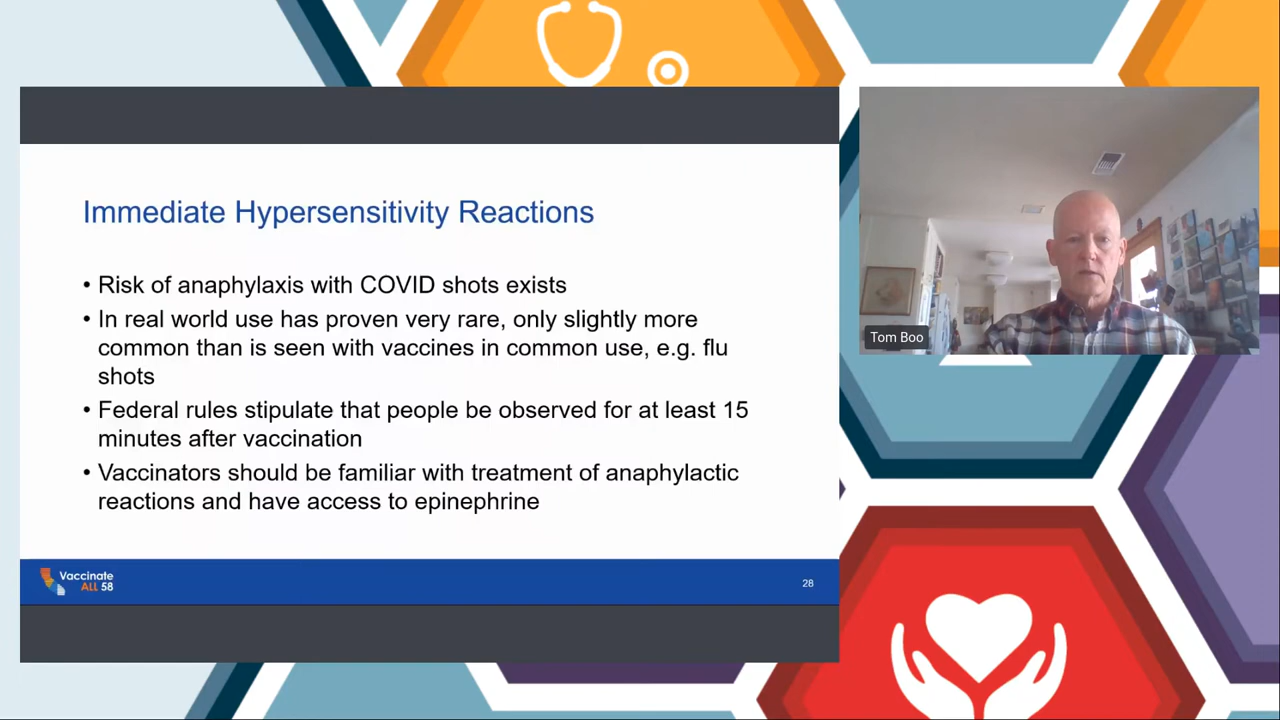 Immediate Hypersensitivity Reactions
• Risk of anaphylaxis with COVID shots exists
• In real world use has proven very rare, only slightly more
common than is seen with vaccines in common use, e.g. flu
shots
• Federal rules stipulate that people be observed for at least 15
minutes after vaccination
• Vaccinators should be familiar with treatment of anaphylactic
reactions and have access to epinephrine
Vaccinate
ALL 58
28
Tom Boo